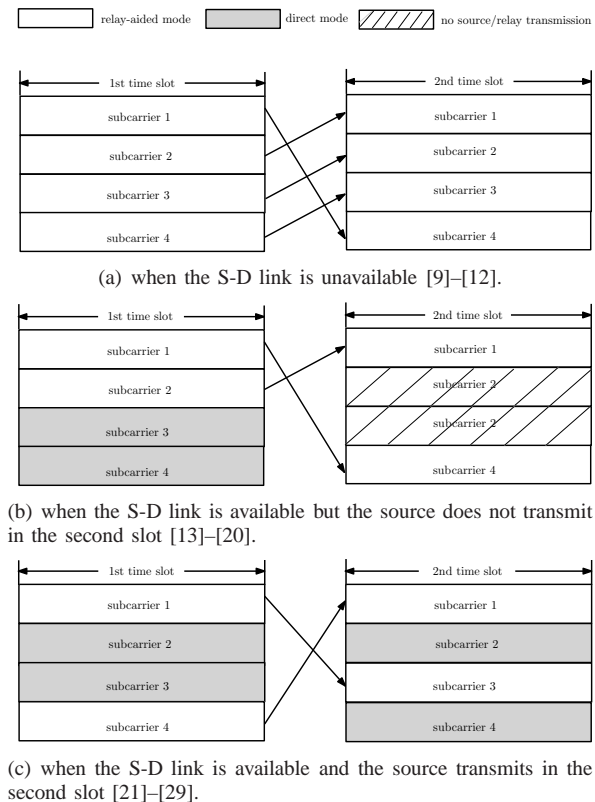 relay-aided mode direct mode no source/relay transmission
1st time slot 2nd time slot
subcarrier 1 subcarrier 1
subcarrier 2 subcarrier 2
subcarrier 3 subcarrier 3
subcarrier 4 subcarrier 4
(a) when the S-D link is unavailable [9]–[12].
1st time slot 2nd time slot
subcarrier 1 subcarrier 1
subcarrier 2 subcarrier 2
subcarrier 3 subcarrier 2
subcarrier 4 subcarrier 4
(b) when the S-D link is available but the source does not transmit
in the second slot [13]–[20].
1st time slot 2nd time slot
subcarrier 1 subcarrier 1
subcarrier 2 subcarrier 2
subcarrier 3 subcarrier 3
subcarrier 4 subcarrier 4
(c) when the S-D link is available and the source transmits in the
second slot [21]–[29].